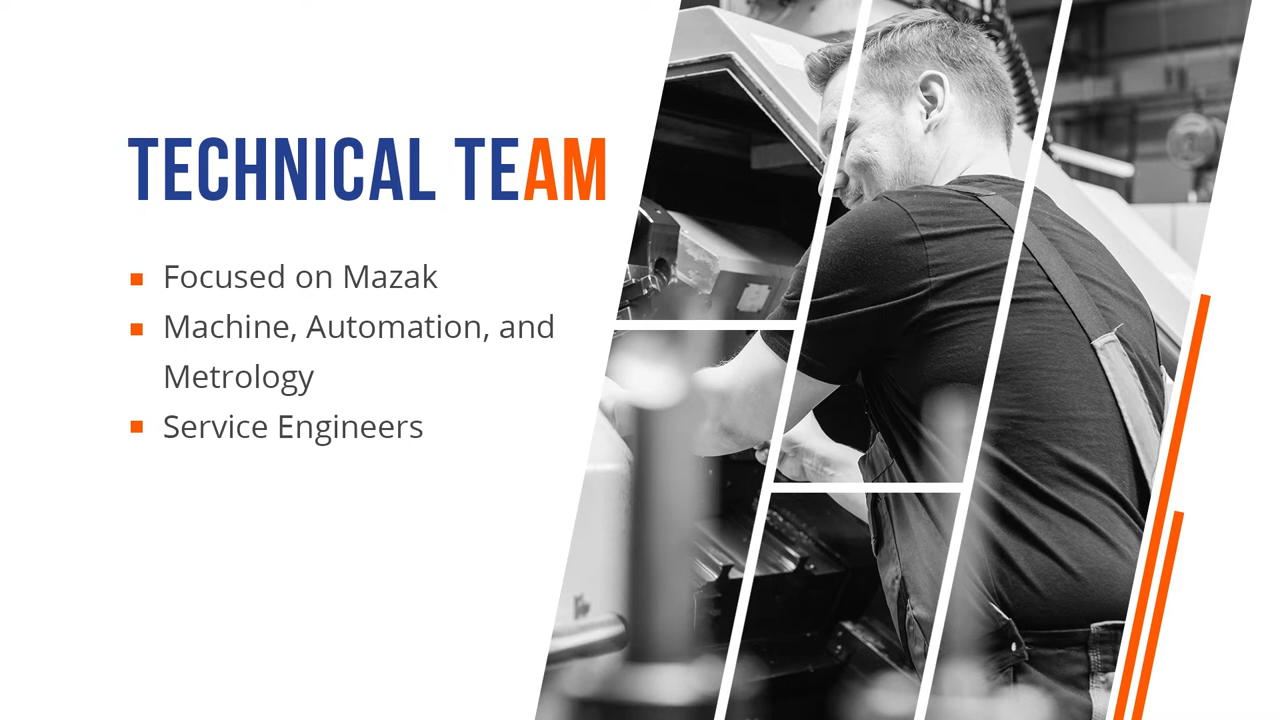 TECHNICAL TEAM
Focused on Mazak
Machine, Automation, and
Metrology
Service Engineers